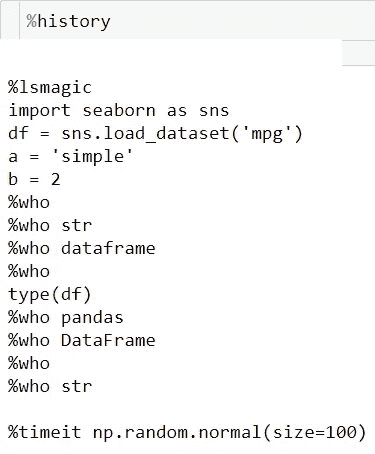 %history
%lsmagic
import seaborn as sns
df = sns.load_dataset('mpg')
a = 'simple'
b = 2
%who
%who str
%who dataframe
%who
type(df)
%who pandas
%who DataFrame
%who
%who str
%timeit np.random.normal(size=100)